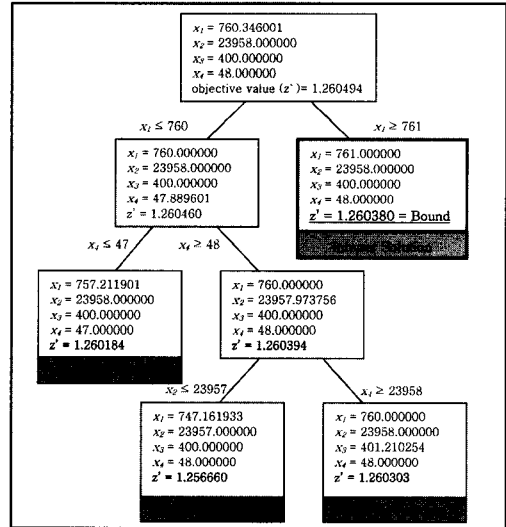 x₁ = 760.346001
x₂ = 23958.000000
x₃ = 400.000000
x₄ = 48.000000
objective value (z`)= 1.260494
x₁ ≤ 760
x₁ ≥ 761
x₁ = 760.000000
x₂ = 23958.000000
x₃ = 400.000000
x₄ = 47.889601
z' = 1.260460
x₁ = 761.000000
x₂ = 23958.000000
x₃ = 400.000000
x₄ = 48.000000
z' = 1.260380 = Bound
Solution
x₄ ≤ 47
x₄ ≥ 48
x₁ = 757.211901
x₂ = 23958.000000
x₃ = 400.000000
x₄ = 47.000000
z' = 1.260184
x₁ = 760.000000
x₂ = 23957.973756
x₃ = 400.000000
x₄ = 48.000000
z' = 1.260394
x₂ ≤ 23957
x₁ ≥ 23958
x₁ = 747.161933
x₂ = 23957.000000
x₃ = 400.000000
x₄ = 48.000000
z' = 1.256660
x₁ = 760.000000
x₂ = 23958.000000
x₃ = 401.210254
x₄ = 48.000000
z' = 1.260303